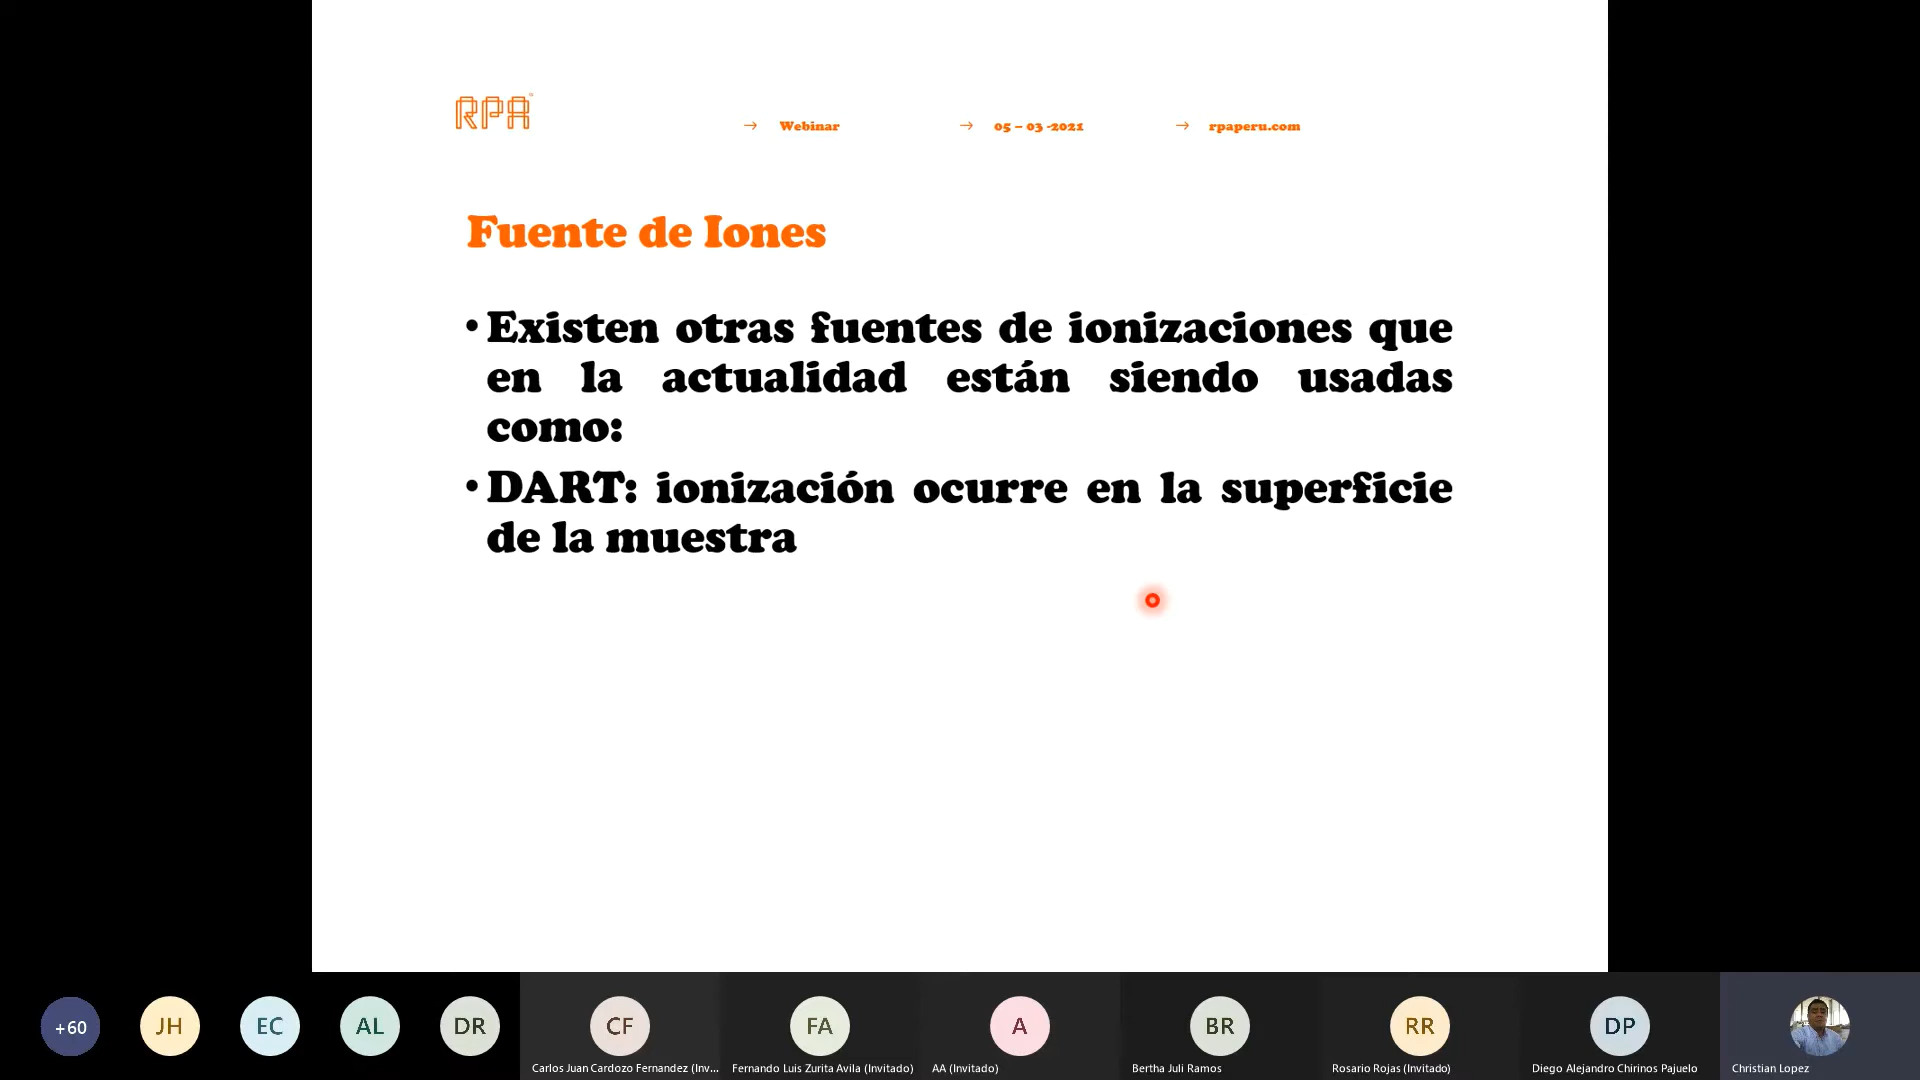 RPA
→ Webinar → 05 – 03 -2021 → rpaperu.com
Fuente de Iones
• Existen otras fuentes de ionizaciones que
en la actualidad están siendo usadas
como:
• DART: ionización ocurre en la superficie
de la muestra
+60 JH EC AL DR CF FA A BR RR DP
Carlos Juan Cardozo Fernandez (Inv... Fernando Luis Zurita Avila (Invitado) AA (Invitado) Bertha Juli Ramos Rosario Rojas (Invitado) Diego Alejandro Chirinos Pajuelo Christian Lopez